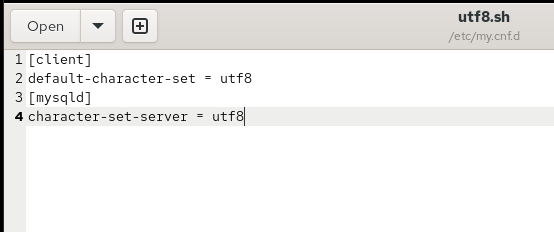 Open
utf8.sh
/etc/my.cnf.d
1 [client]
2 default-character-set = utf8
3 [mysqld]
4 character-set-server = utf8